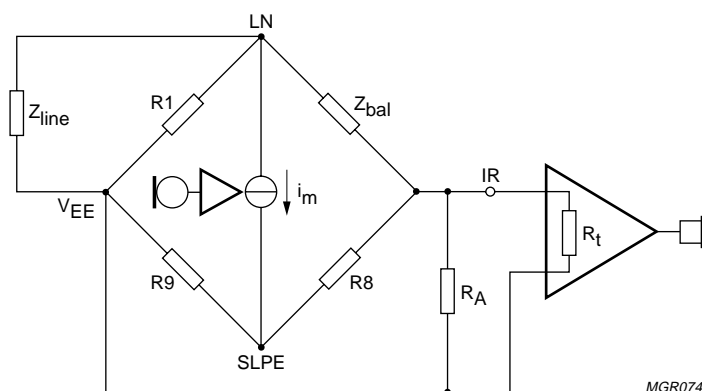 LN
R1
Zbal
Zline
IR
im
VEE
Rt
R9
R8
RA
SLPE
MGR074